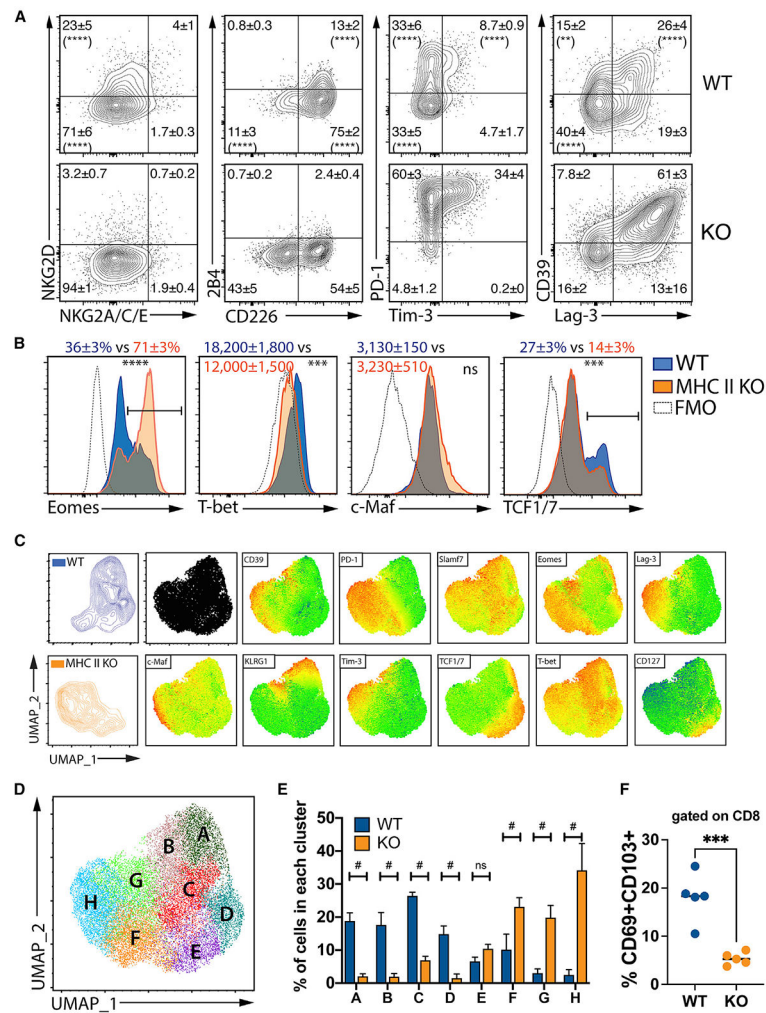 A
23±5
(****)
4±1
71±6
(****)
1.7±0.3
0.8±0.3
13±2
(****)
11±3
(****)
75±2
(****)
33±6
(****)
8.7±0.9
(****)
33±5
(****)
4.7±1.7
15±2
(**)
26±4
(****)
40±4
(****)
19±3
WT
3.2±0.7
0.7±0.2
94±1
1.9±0.4
0.7±0.2
2.4±0.4
43±5
54±5
60±3
34±4
4.8±1.2
0.2±0
7.8±2
61±3
16±2
13±16
KO
NKG2D
NKG2A/C/E
2B4
CD226
PD-1
Tim-3
CD39
Lag-3
B
36±3% vs 71±3%
****
Eomes
18,200±1,800 vs
12,000±1,500
***
T-bet
3,130±150 vs
3,230±510
ns
c-Maf
27±3% vs 14±3%
***
TCF1/7
WT
MHC II KO
FMO
C
WT
CD39
PD-1
Slamf7
Eomes
Lag-3
MHC II KO
c-Maf
KLRG1
Tim-3
TCF1/7
T-bet
CD127
UMAP_2
UMAP_1
D
A
B
C
D
E
F
G
H
UMAP_2
UMAP_1
E
WT
KO
% of cells in each cluster
50
40
30
20
10
0
# # # # ns # # #
A B C D E F G H
F
gated on CD8
***
% CD69+CD103+
30
20
10
0
WT KO